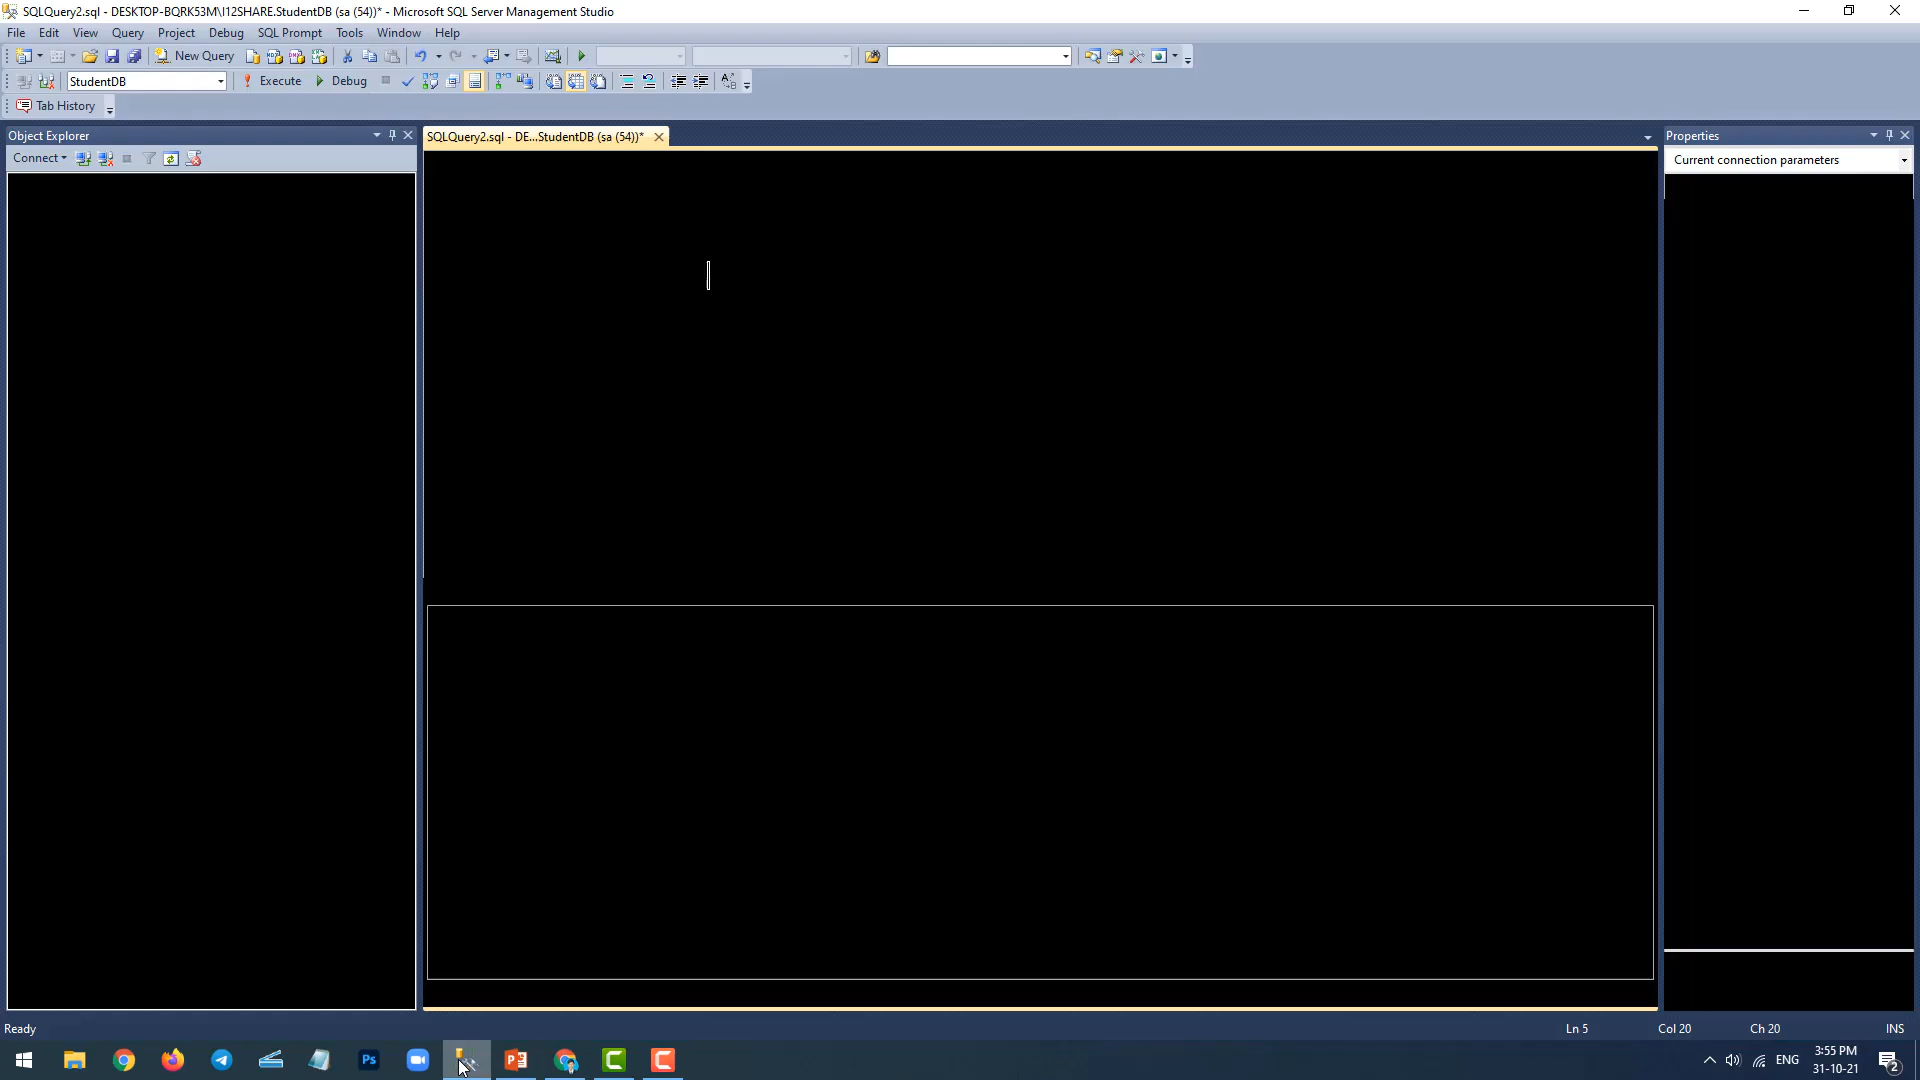 SQLQuery2.sql - DESKTOP-BQRK53M\I12SHARE.StudentDB (sa (54))* - Microsoft SQL Server Management Studio
File Edit View Query Project Debug SQL Prompt Tools Window Help
New Query
StudentDB Execute Debug
Tab History
Object Explorer
Connect
SQLQuery2.sql - DE...StudentDB (sa (54))*
Properties
Current connection parameters
Ready Ln 5 Col 20 Ch 20 INS
Ps
ENG
3:55 PM
31-10-21
2